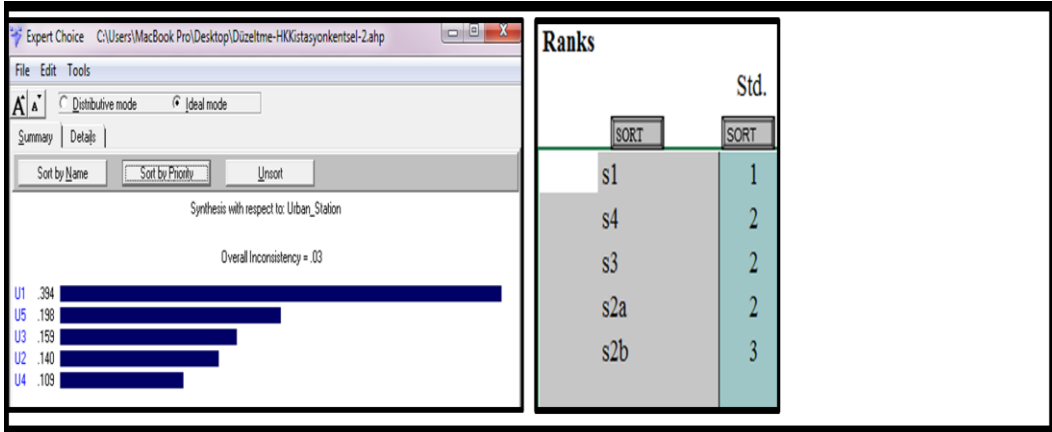 Expert Choice C:\Users\MacBook Pro\Desktop\Düzeltme-HKKistasyonkentsel-2.ahp
File Edit Tools
A A Distributive mode Ideal mode
Summary Details
Sort by Name Sort by Priority Unsort
Synthesis with respect to: Urban_Station
Overall Inconsistency = .03
U1 .394
U5 .198
U3 .159
U2 .140
U4 .109
Ranks
Std.
SORT SORT
s1 1
s4 2
s3 2
s2a 2
s2b 3